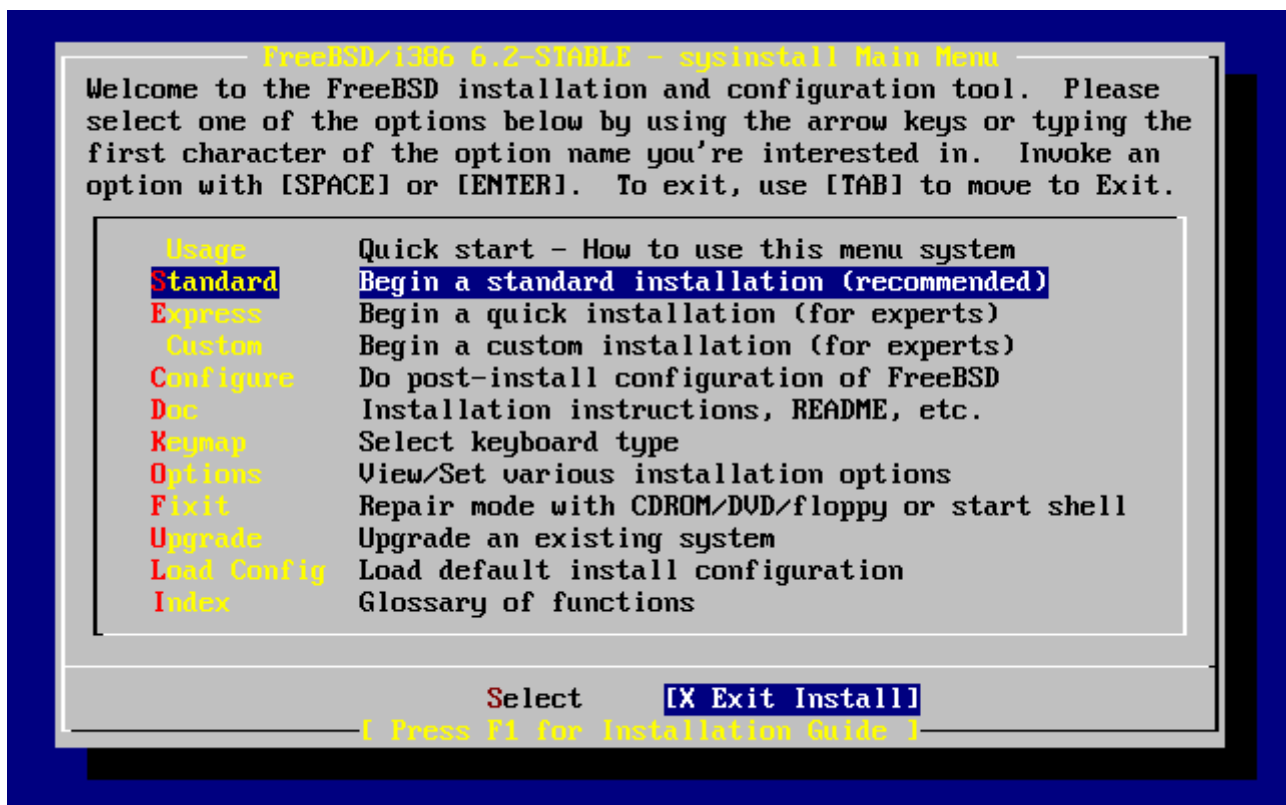 FreeBSD/i386 6.2-STABLE - sysinstall Main Menu
Welcome to the FreeBSD installation and configuration tool.  Please
select one of the options below by using the arrow keys or typing the
first character of the option name you're interested in.  Invoke an
option with [SPACE] or [ENTER].  To exit, use [TAB] to move to Exit.
Usage Quick start - How to use this menu system
Standard Begin a standard installation (recommended)
Express Begin a quick installation (for experts)
Custom Begin a custom installation (for experts)
Configure Do post-install configuration of FreeBSD
Doc Installation instructions, README, etc.
Keymap Select keyboard type
Options View/Set various installation options
Fixit Repair mode with CDROM/DVD/floppy or start shell
Upgrade Upgrade an existing system
Load Config Load default install configuration
Index Glossary of functions
Select [X Exit Install]
[ Press F1 for Installation Guide ]